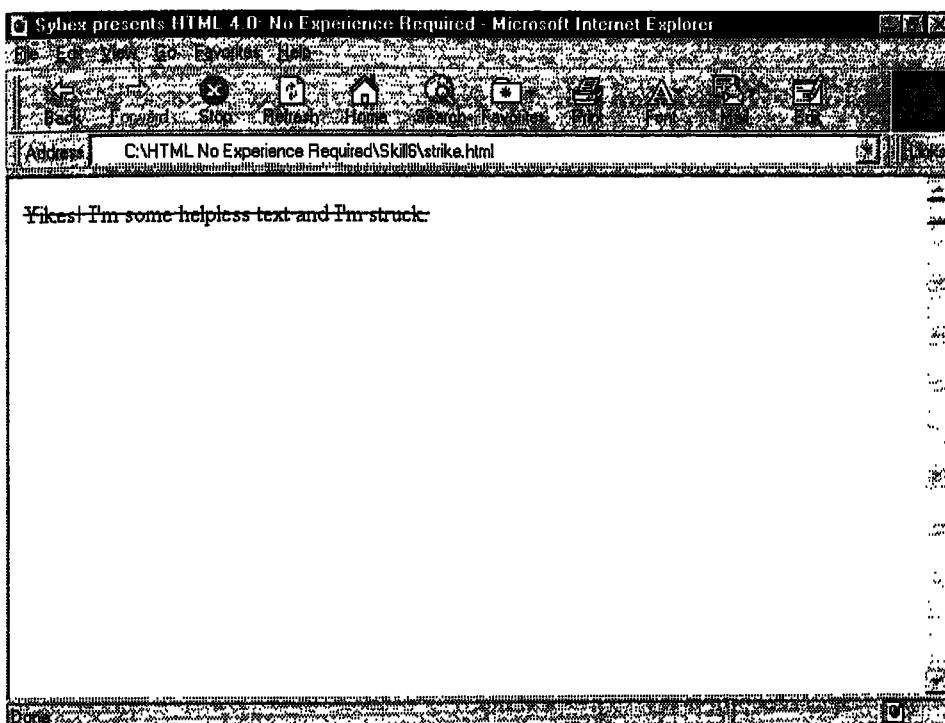 Sybex presents HTML 4.0: No Experience Required - Microsoft Internet Explorer
File Edit View Go Favorites Help
Back Forward Stop Refresh Home Search Favorites Print Font Mail Edit
Address C:\HTML No Experience Required\Skill6\strike.html Links
Yikes! I'm some helpless text and I'm struck.
Done